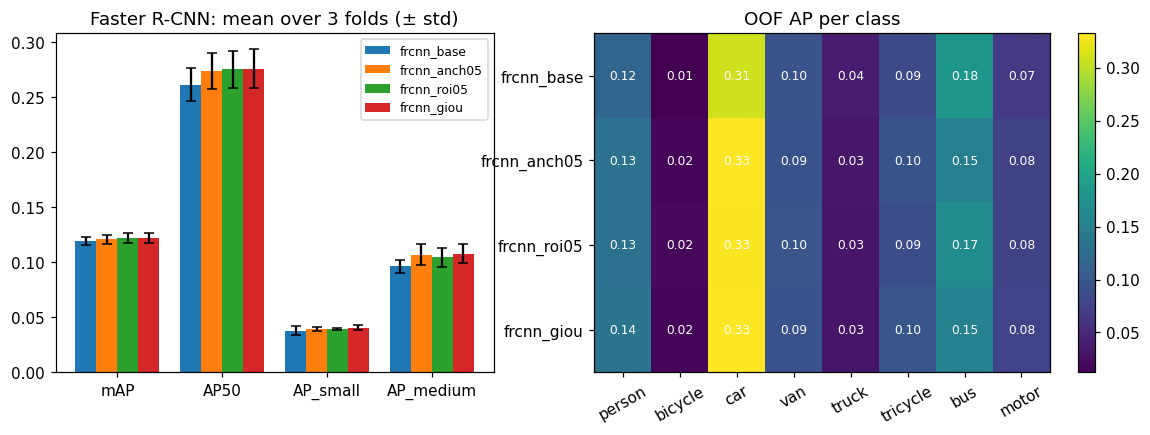 Faster R-CNN: mean over 3 folds (± std)
0.30
0.25
0.20
0.15
0.10
0.05
0.00
mAP
AP50
AP_small
AP_medium
frcnn_base
frcnn_anch05
frcnn_roi05
frcnn_giou
OOF AP per class
frcnn_base
0.12 0.01 0.31 0.10 0.04 0.09 0.18 0.07
frcnn_anch05
0.13 0.02 0.33 0.09 0.03 0.10 0.15 0.08
frcnn_roi05
0.13 0.02 0.33 0.10 0.03 0.09 0.17 0.08
frcnn_giou
0.14 0.02 0.33 0.09 0.03 0.10 0.15 0.08
person
bicycle
car
van
truck
tricycle
bus
motor
0.30
0.25
0.20
0.15
0.10
0.05